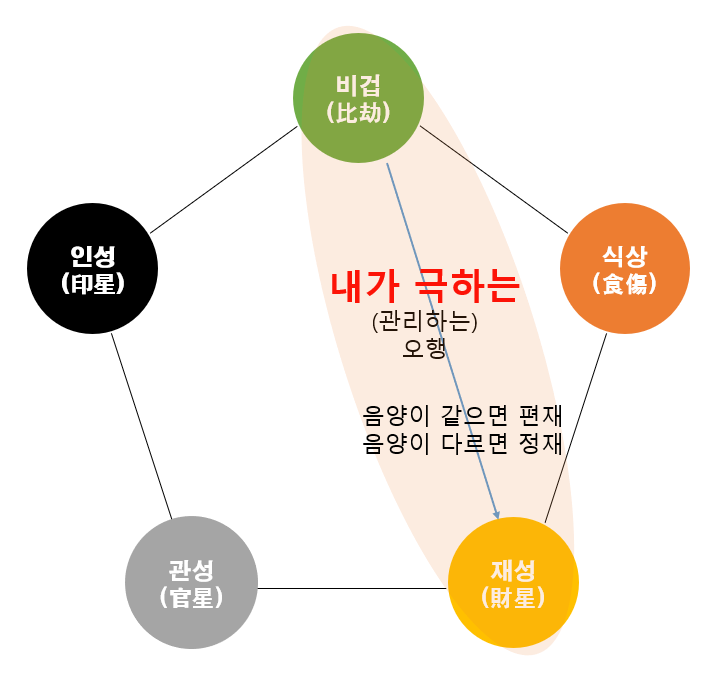 비겁
(比劫)
인성
(印星)
식상
(食傷)
내가 극하는
(관리하는)
오행
음양이 같으면 편재
음양이 다르면 정재
관성
(官星)
재성
(財星)